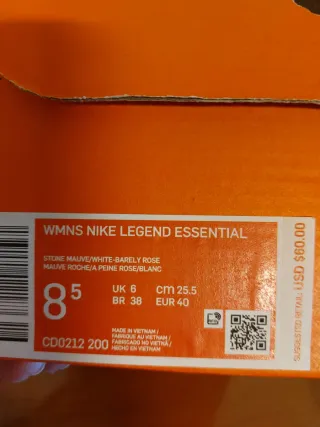 WMNS NIKE LEGEND ESSENTIAL
STONE MAUVE/WHITE-BARELY ROSE
MAUVE ROCHE/A PEINE ROSE/BLANC
8 5
UK 6
CM 25.5
BR 38
EUR 40
CD0212 200
MADE IN VIETNAM /
FABRIQUE AU VIETNAM /
FABRICADO NO VIETNÃ /
HECHO EN VIETNAM
SUGGESTED RETAIL: USD $60.00